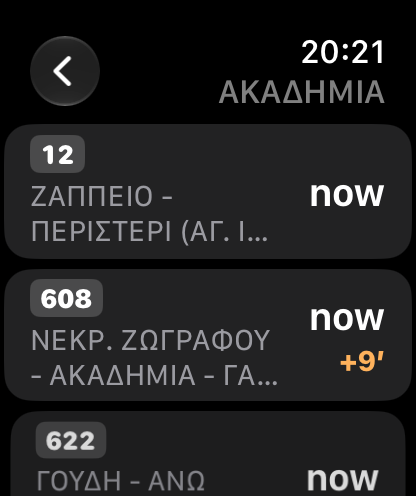 20:21
ΑΚΑΔΗΜΙΑ
12
ΖΑΠΠΕΙΟ -
ΠΕΡΙΣΤΕΡΙ (ΑΓ. Ι...
now
608
ΝΕΚΡ. ΖΩΓΡΑΦΟΥ
- ΑΚΑΔΗΜΙΑ - ΓΑ...
now
+9′
622
ΓΟΥΔΗ - ΑΝΩ
now